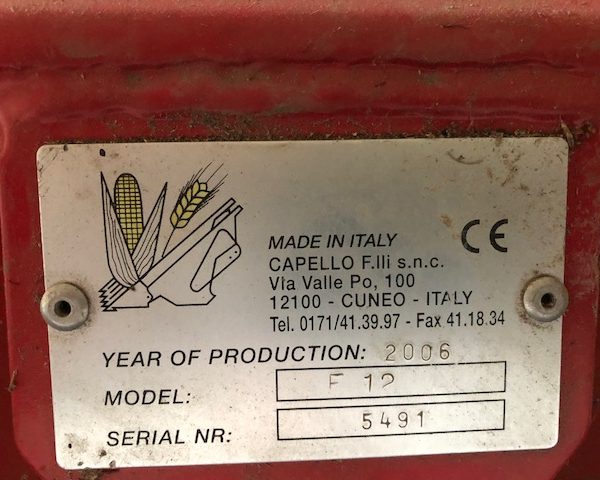 MADE IN ITALY CE
CAPELLO F.lli s.n.c.
Via Valle Po, 100
12100 - CUNEO - ITALY
Tel. 0171/41.39.97 - Fax 41.18.34
YEAR OF PRODUCTION: 2006
MODEL: F 12
SERIAL NR: 5491